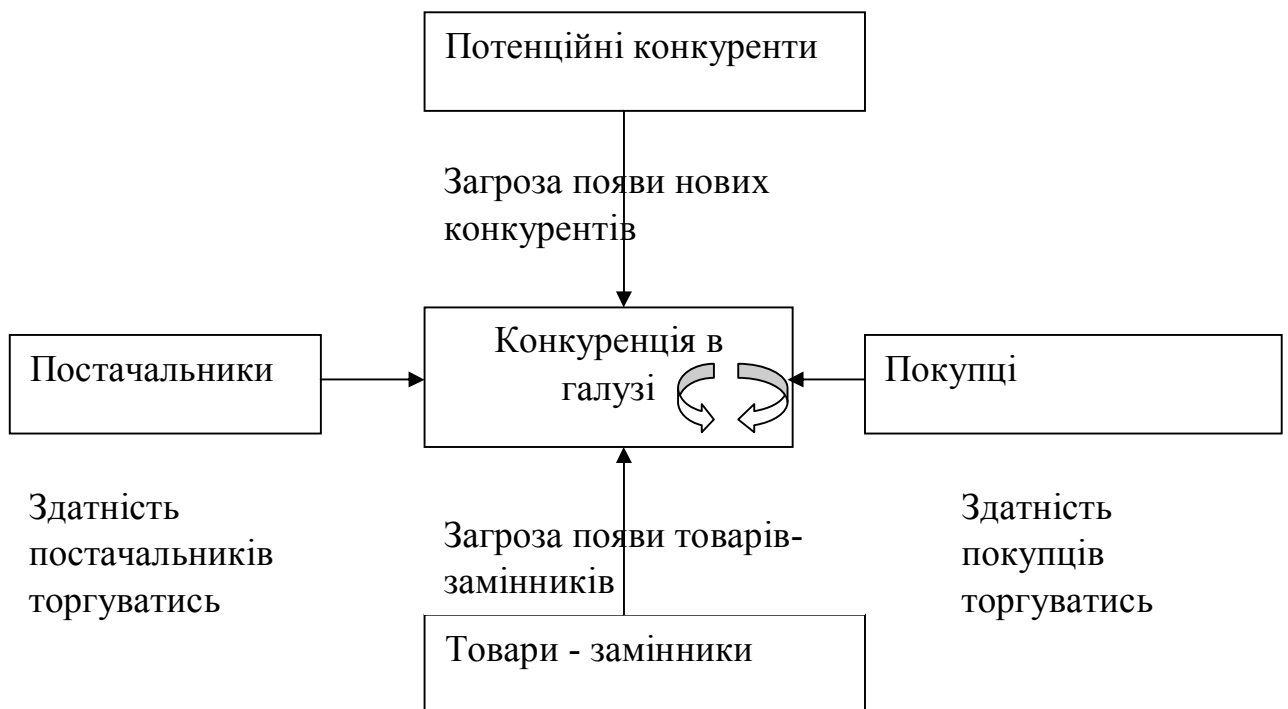 Потенційні конкуренти
Загроза появи нових
конкурентів
Постачальники
Конкуренція в
галузі
Покупці
Здатність
постачальників
торгуватись
Загроза появи товарів-
замінників
Здатність
покупців
торгуватись
Товари - замінники